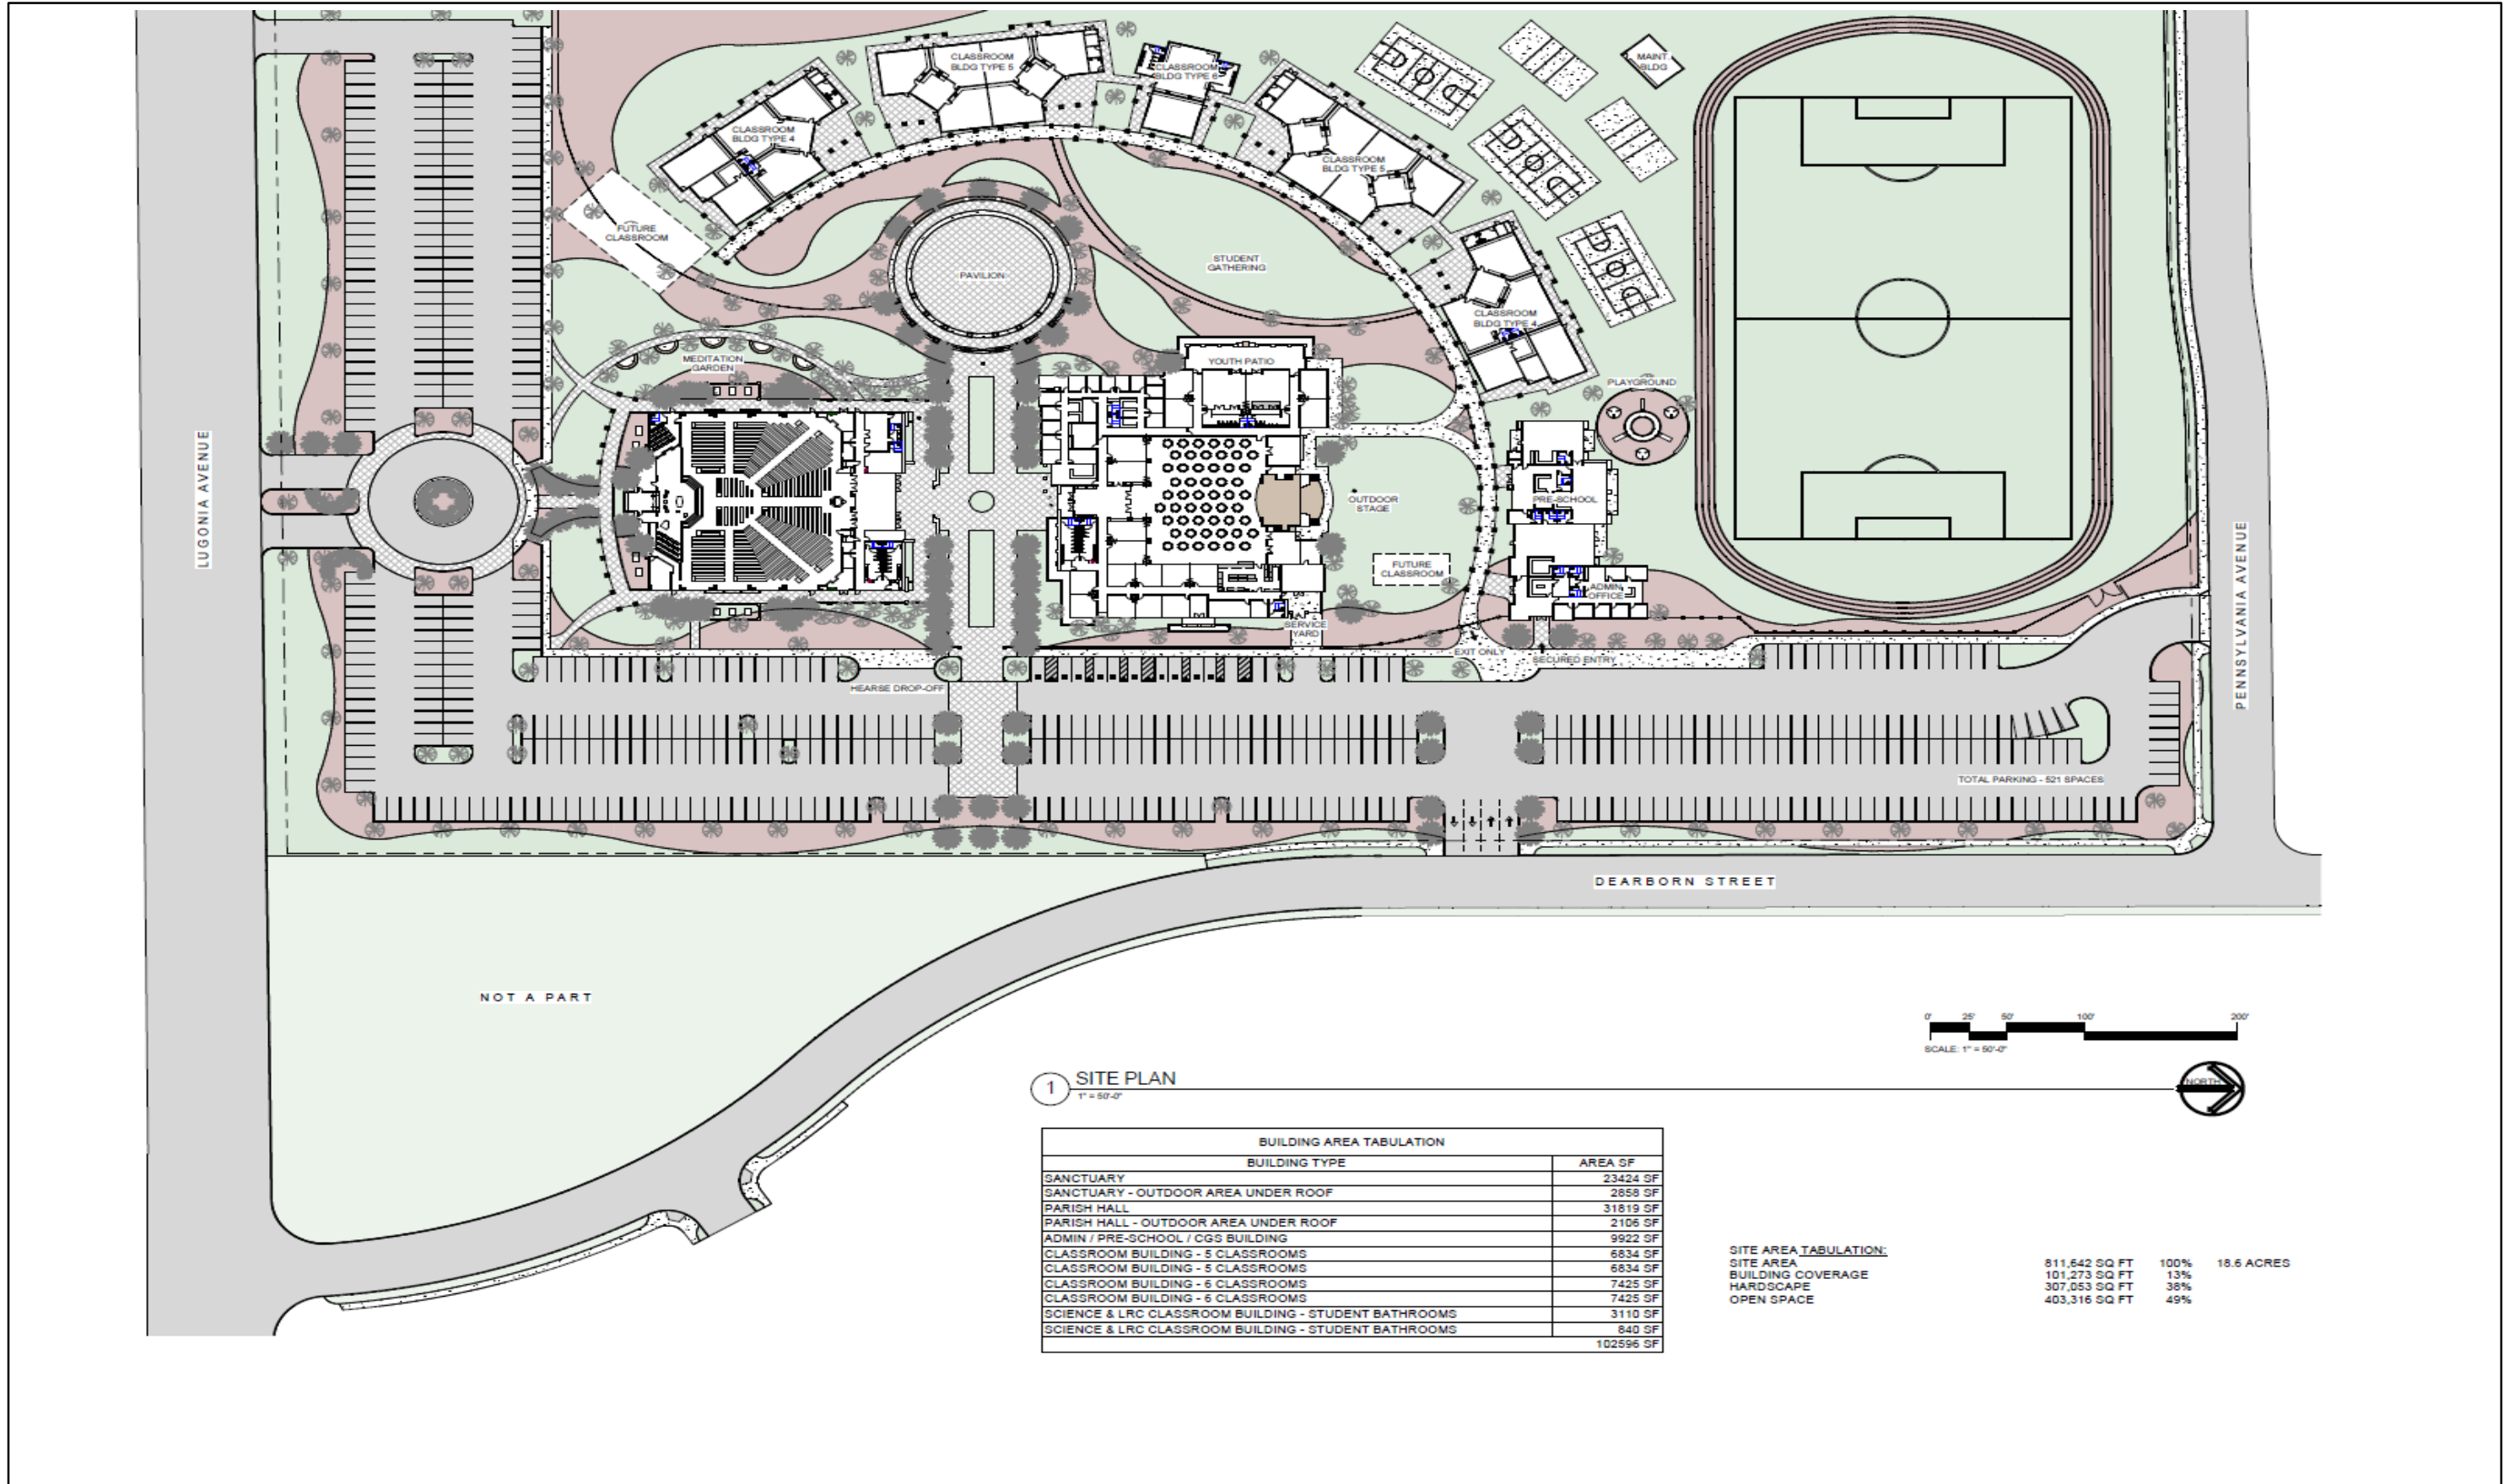 CLASSROOM
BLDG TYPE 5
CLASSROOM
BLDG TYPE 6
MAINT.
BLDG
CLASSROOM
BLDG TYPE 4
CLASSROOM
BLDG TYPE 5
FUTURE
CLASSROOM
PAVILION
STUDENT
GATHERING
CLASSROOM
BLDG TYPE 4
MEDITATION
GARDEN
YOUTH PATIO
PLAYGROUND
LUGONIA AVENUE
OUTDOOR
STAGE
PRE-SCHOOL
FUTURE
CLASSROOM
ADMIN
OFFICE
PENNSYLVANIA AVENUE
SERVICE
YARD
EXIT ONLY
SECURED ENTRY
HEARSE DROP-OFF
TOTAL PARKING - 521 SPACES
DEARBORN STREET
NOT A PART
0' 25' 50' 100' 200'
SCALE: 1" = 50'-0"
NORTH
1 SITE PLAN
1" = 50'-0"
BUILDING AREA TABULATION
BUILDING TYPE AREA SF
SANCTUARY 23424 SF
SANCTUARY - OUTDOOR AREA UNDER ROOF 2858 SF
PARISH HALL 31819 SF
PARISH HALL - OUTDOOR AREA UNDER ROOF 2106 SF
ADMIN / PRE-SCHOOL / CGS BUILDING 9922 SF
CLASSROOM BUILDING - 5 CLASSROOMS 6834 SF
CLASSROOM BUILDING - 5 CLASSROOMS 6834 SF
CLASSROOM BUILDING - 6 CLASSROOMS 7425 SF
CLASSROOM BUILDING - 6 CLASSROOMS 7425 SF
SCIENCE & LRC CLASSROOM BUILDING - STUDENT BATHROOMS 3110 SF
SCIENCE & LRC CLASSROOM BUILDING - STUDENT BATHROOMS 840 SF
102596 SF
SITE AREA TABULATION:
SITE AREA 811,642 SQ FT 100% 18.6 ACRES
BUILDING COVERAGE 101,273 SQ FT 13%
HARDSCAPE 307,053 SQ FT 38%
OPEN SPACE 403,316 SQ FT 49%